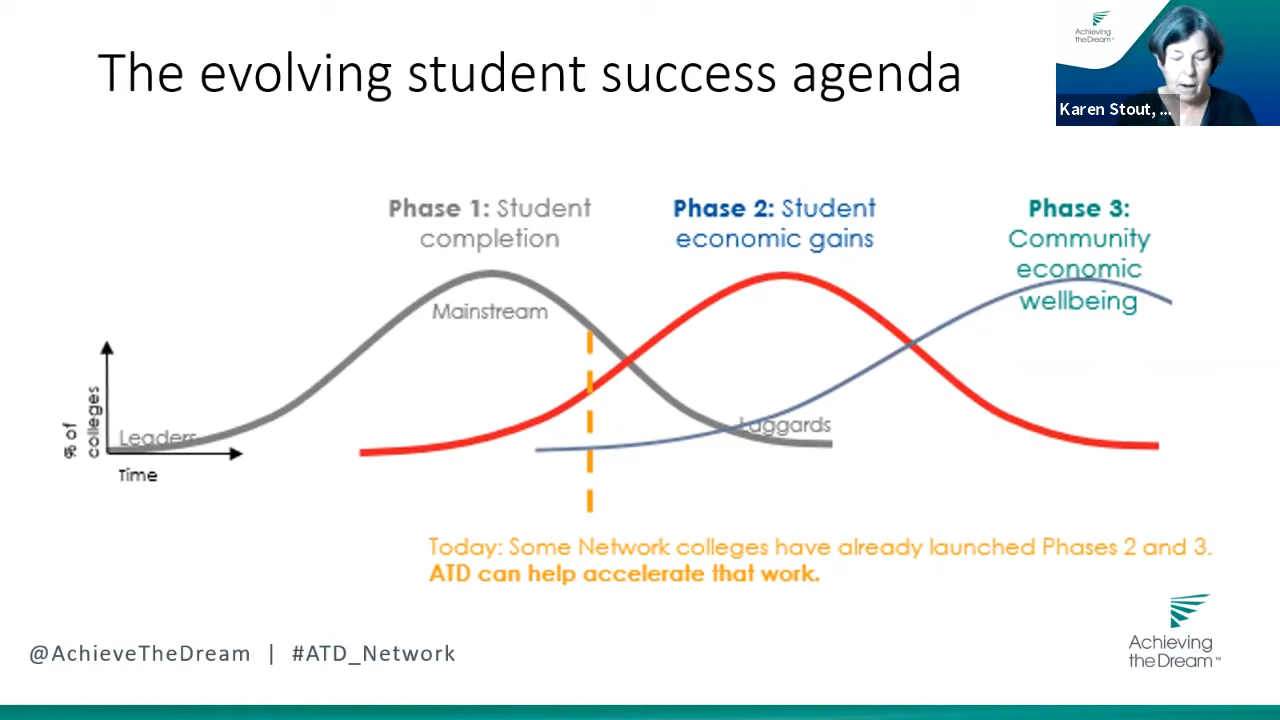 The evolving student success agenda
Achieving
the Dream™
Karen Stout, ...
Phase 1: Student
completion
Phase 2: Student
economic gains
Phase 3:
Community
economic
wellbeing
Mainstream
% of
colleges
Leaders
Laggards
Time
Today: Some Network colleges have already launched Phases 2 and 3.
ATD can help accelerate that work.
@AchieveTheDream | #ATD_Network
Achieving
the Dream™